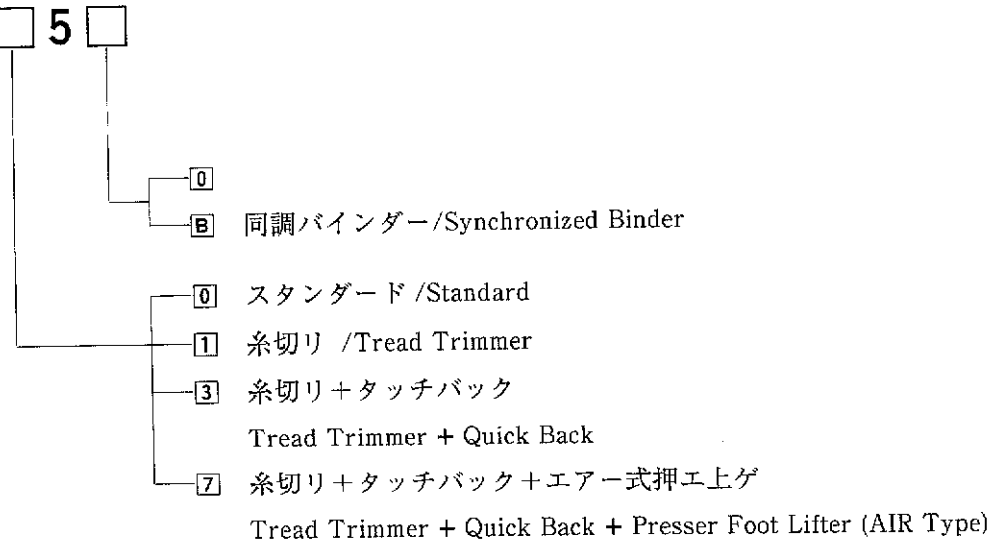 □ 5 □
0
B 同調バインダー/Synchronized Binder
0 スタンダード /Standard
1 糸切リ /Tread Trimmer
3 糸切リ+タッチバック
Tread Trimmer + Quick Back
7 糸切リ+タッチバック+エアー式押エ上ゲ
Tread Trimmer + Quick Back + Presser Foot Lifter (AIR Type)